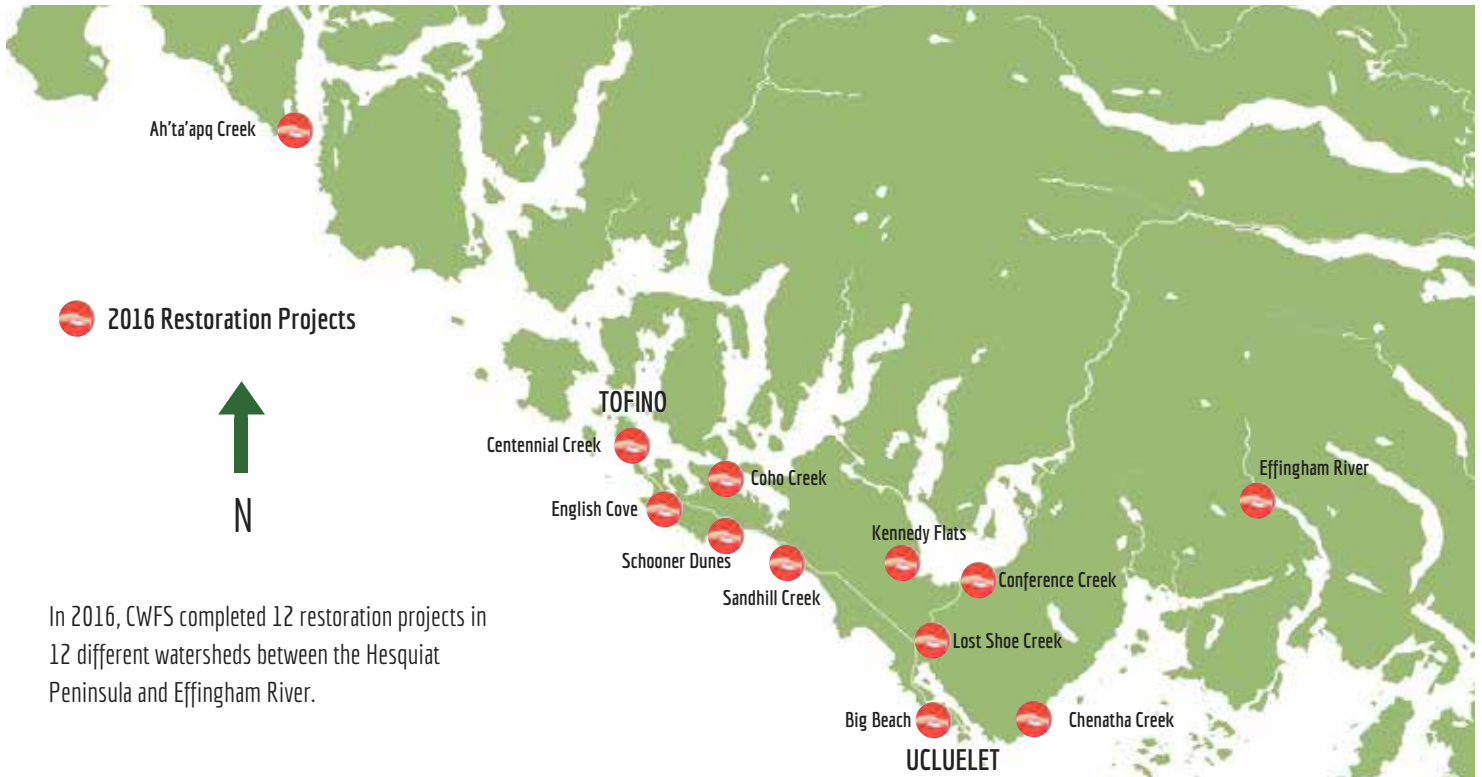 Ah'ta'apq Creek
2016 Restoration Projects
TOFINO
Centennial Creek
Coho Creek
Effingham River
English Cove
N
Kennedy Flats
Schooner Dunes
Conference Creek
Sandhill Creek
In 2016, CWFS completed 12 restoration projects in
12 different watersheds between the Hesquiat
Peninsula and Effingham River.
Lost Shoe Creek
Big Beach
Chenatha Creek
UCLUELET